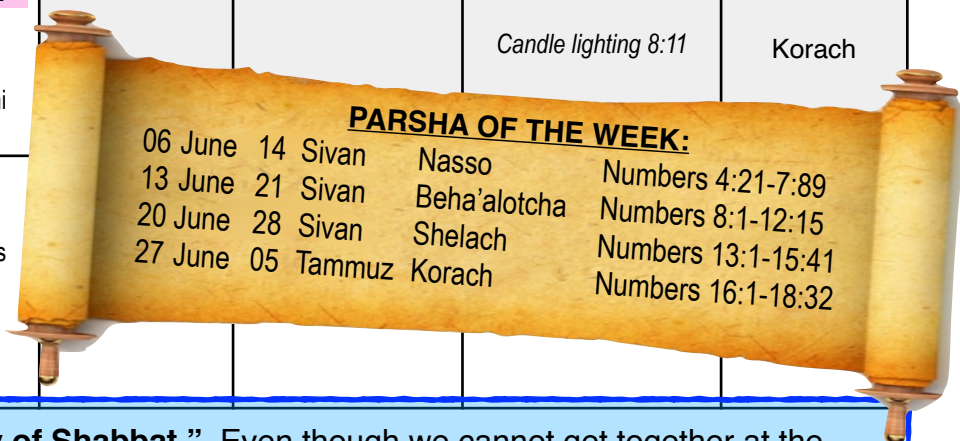 Candle lighting 8:11
Korach
PARSHA OF THE WEEK:
06 June 14 Sivan Nasso Numbers 4:21-7:89
13 June 21 Sivan Beha’alotcha Numbers 8:1-12:15
20 June 28 Sivan Shelach Numbers 13:1-15:41
27 June 05 Tammuz Korach Numbers 16:1-18:32
of Shabbat.” Even though we cannot get together at the